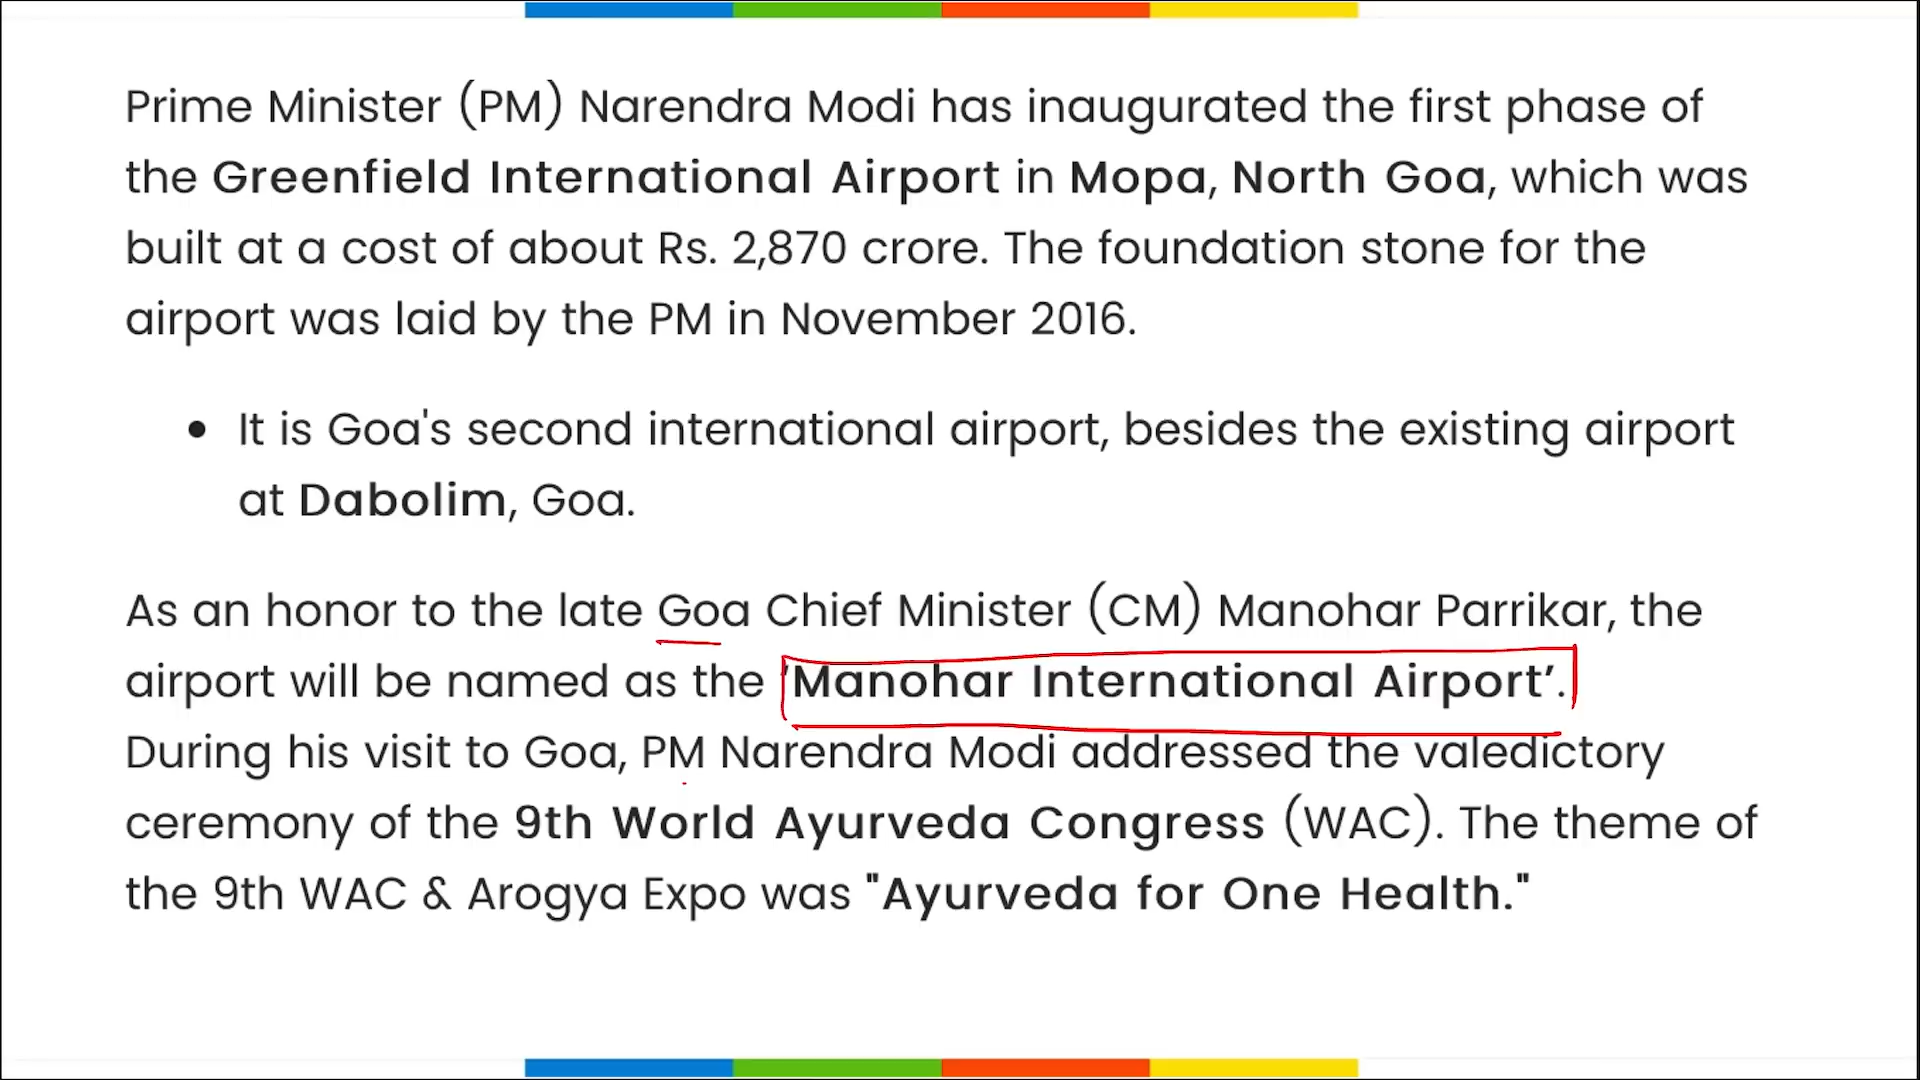 Prime Minister (PM) Narendra Modi has inaugurated the first phase of
the Greenfield International Airport in Mopa, North Goa, which was
built at a cost of about Rs. 2,870 crore. The foundation stone for the
airport was laid by the PM in November 2016.
• It is Goa's second international airport, besides the existing airport
at Dabolim, Goa.
As an honor to the late Goa Chief Minister (CM) Manohar Parrikar, the
airport will be named as the ‘Manohar International Airport’.
During his visit to Goa, PM Narendra Modi addressed the valedictory
ceremony of the 9th World Ayurveda Congress (WAC). The theme of
the 9th WAC & Arogya Expo was "Ayurveda for One Health."